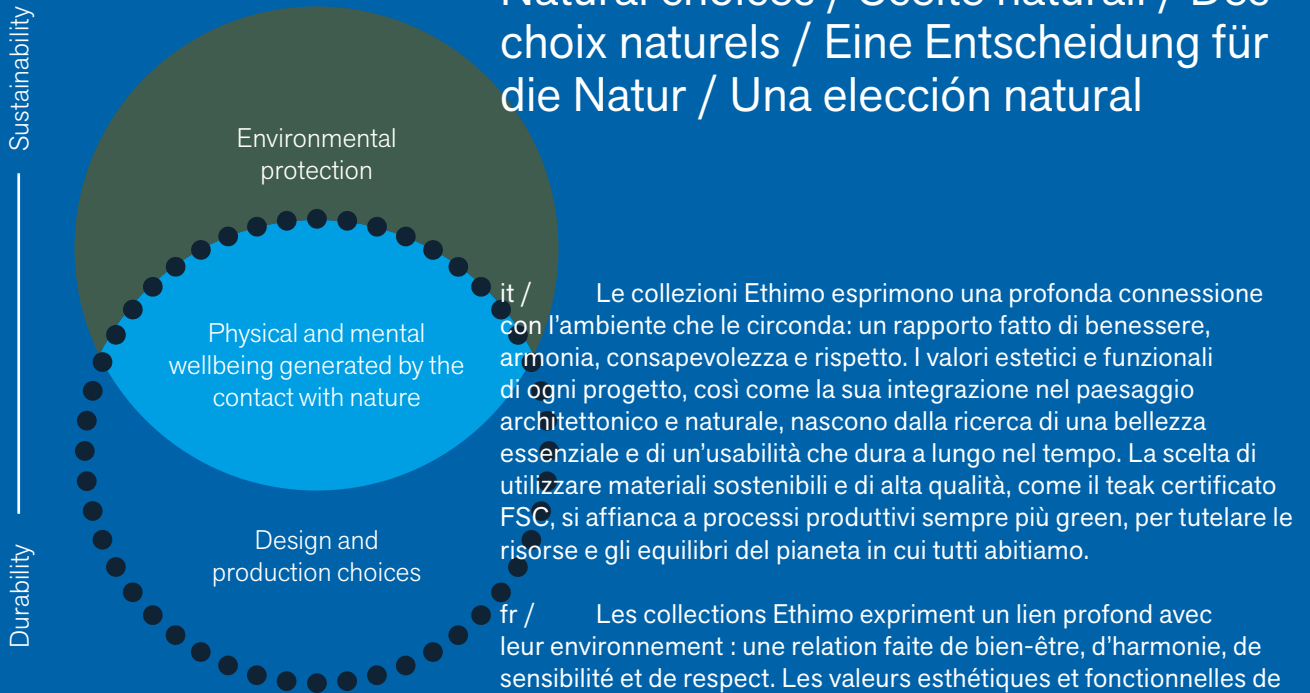 Natural choices / Scelte naturali / Des
choix naturels / Eine Entscheidung für
die Natur / Una elección natural
Sustainability
Durability
Environmental
protection
Physical and mental
wellbeing generated by the
contact with nature
Design and
production choices
it / Le collezioni Ethimo esprimono una profonda connessione
con l'ambiente che le circonda: un rapporto fatto di benessere,
armonia, consapevolezza e rispetto. I valori estetici e funzionali
di ogni progetto, così come la sua integrazione nel paesaggio
architettonico e naturale, nascono dalla ricerca di una bellezza
essenziale e di un'usabilità che dura a lungo nel tempo. La scelta di
utilizzare materiali sostenibili e di alta qualità, come il teak certificato
FSC, si affianca a processi produttivi sempre più green, per tutelare le
risorse e gli equilibri del pianeta in cui tutti abitiamo.
fr / Les collections Ethimo expriment un lien profond avec
leur environnement : une relation faite de bien-être, d'harmonie, de
sensibilité et de respect. Les valeurs esthétiques et fonctionnelles de